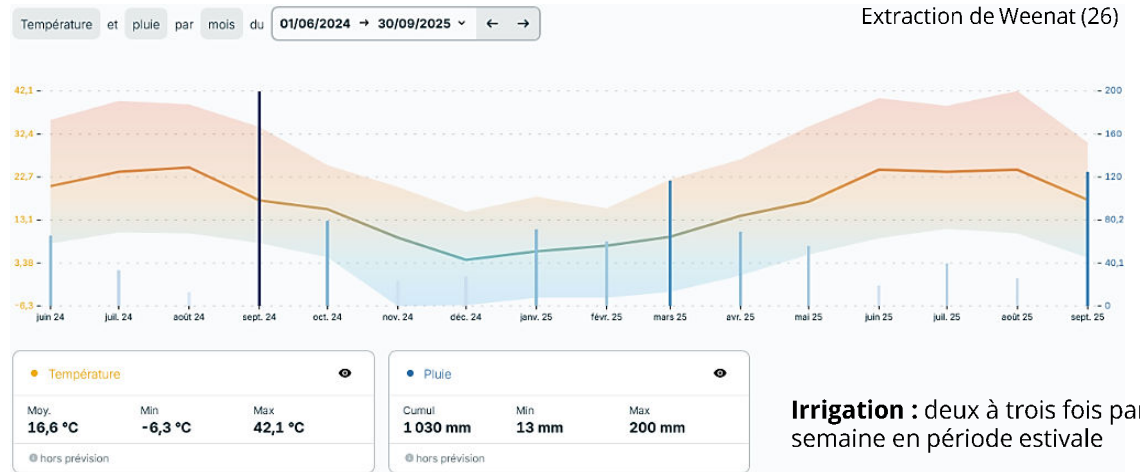 Température et pluie par mois du 01/06/2024 → 30/09/2025 ← →
Extraction de Weenat (26)
42,1
32,4
22,7
13,1
3,38
-6,3
200
160
120
80,2
40,1
0
juin 24 juil. 24 août 24 sept. 24 oct. 24 nov. 24 déc. 24 janv. 25 févr. 25 mars 25 avr. 25 mai 25 juin 25 juil. 25 août 25 sept. 25
Température
Moy. Min Max
16,6 °C -6,3 °C 42,1 °C
hors prévision
Pluie
Cumul Min Max
1 030 mm 13 mm 200 mm
hors prévision
Irrigation : deux à trois fois par
semaine en période estivale